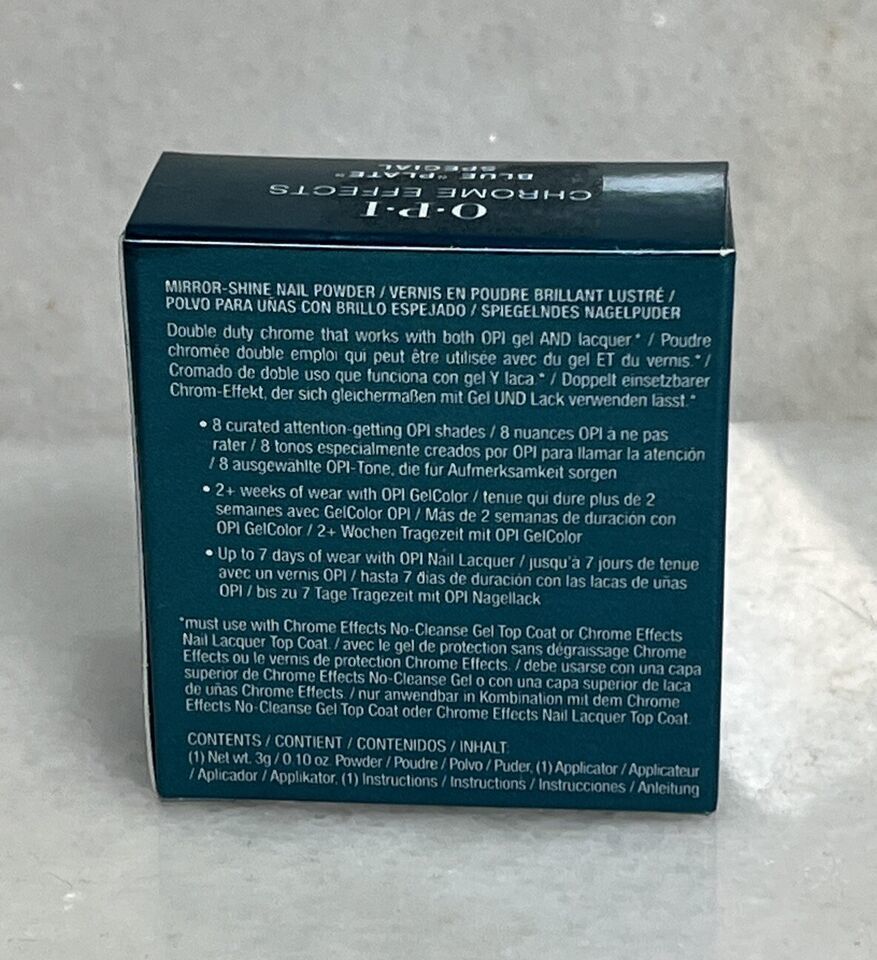 O·P·I
CHROME EFFECTS
BLUE "PLATE"
SPECIAL
MIRROR-SHINE NAIL POWDER / VERNIS EN POUDRE BRILLANT LUSTRÉ /
POLVO PARA UÑAS CON BRILLO ESPEJADO / SPIEGELNDES NAGELPUDER
Double duty chrome that works with both OPI gel AND lacquer.* / Poudre
chromée double emploi qui peut être utilisée avec du gel ET du vernis.* /
Cromado de doble uso que funciona con gel Y laca.* / Doppelt einsetzbarer
Chrom-Effekt, der sich gleichermaßen mit Gel UND Lack verwenden lässt.*
• 8 curated attention-getting OPI shades / 8 nuances OPI à ne pas
rater / 8 tonos especialmente creados por OPI para llamar la atención
/ 8 ausgewählte OPI-Töne, die für Aufmerksamkeit sorgen
• 2+ weeks of wear with OPI GelColor / tenue qui dure plus de 2
semaines avec GelColor OPI / Más de 2 semanas de duración con
OPI GelColor / 2+ Wochen Tragezeit mit OPI GelColor
• Up to 7 days of wear with OPI Nail Lacquer / jusqu'à 7 jours de tenue
avec un vernis OPI / hasta 7 días de duración con las lacas de uñas
OPI / bis zu 7 Tage Tragezeit mit OPI Nagellack
*must use with Chrome Effects No-Cleanse Gel Top Coat or Chrome Effects
Nail Lacquer Top Coat. / avec le gel de protection sans dégraissage Chrome
Effects ou le vernis de protection Chrome Effects. / debe usarse con una capa
superior de Chrome Effects No-Cleanse Gel o con una capa superior de laca
de uñas Chrome Effects. / nur anwendbar in Kombination mit dem Chrome
Effects No-Cleanse Gel Top Coat oder Chrome Effects Nail Lacquer Top Coat.
CONTENTS / CONTIENT / CONTENIDOS / INHALT:
(1) Net wt. 3g / 0.10 oz. Powder / Poudre / Polvo / Puder, (1) Applicator / Applicateur
/ Aplicador / Applikator, (1) Instructions / Instructions / Instrucciones / Anleitung